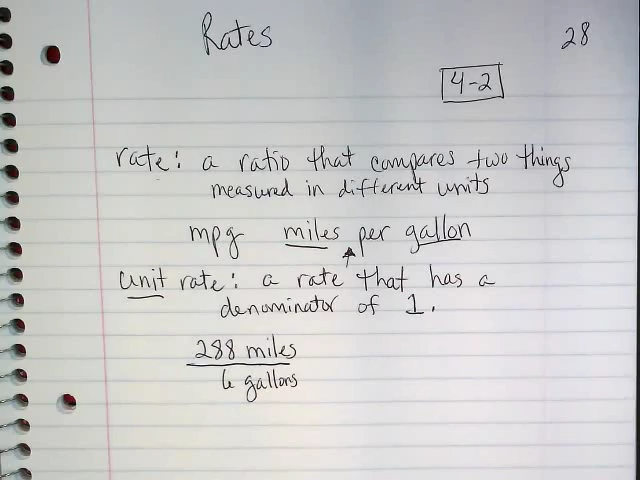 Rates
28
4-2
rate: a ratio that compares two things
measured in different units
mpg miles per gallon
unit rate: a rate that has a
denominator of 1.
288 miles
6 gallons